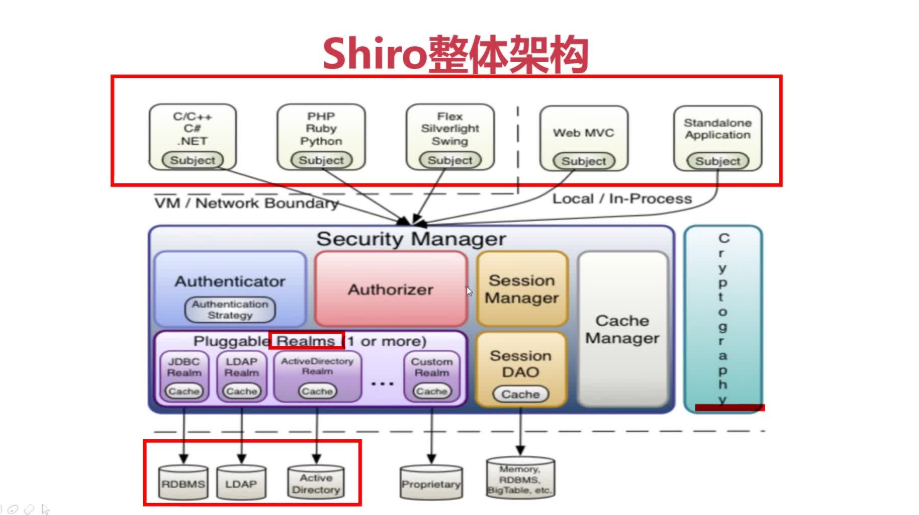 Shiro整体架构
C/C++
C#
.NET
Subject
PHP
Ruby
Python
Subject
Flex
Silverlight
Swing
Subject
Web MVC
Subject
Standalone
Application
Subject
VM / Network Boundary
Local / In-Process
Security Manager
Authenticator
Authentication
Strategy
Authorizer
Session
Manager
Cache
Manager
Cryptography
Pluggable Realms (1 or more)
JDBC
Realm
Cache
LDAP
Realm
Cache
ActiveDirectory
Realm
Cache
...
Custom
Realm
Cache
Session
DAO
Cache
RDBMS
LDAP
Active
Directory
Proprietary
Memory,
RDBMS,
BigTable, etc.